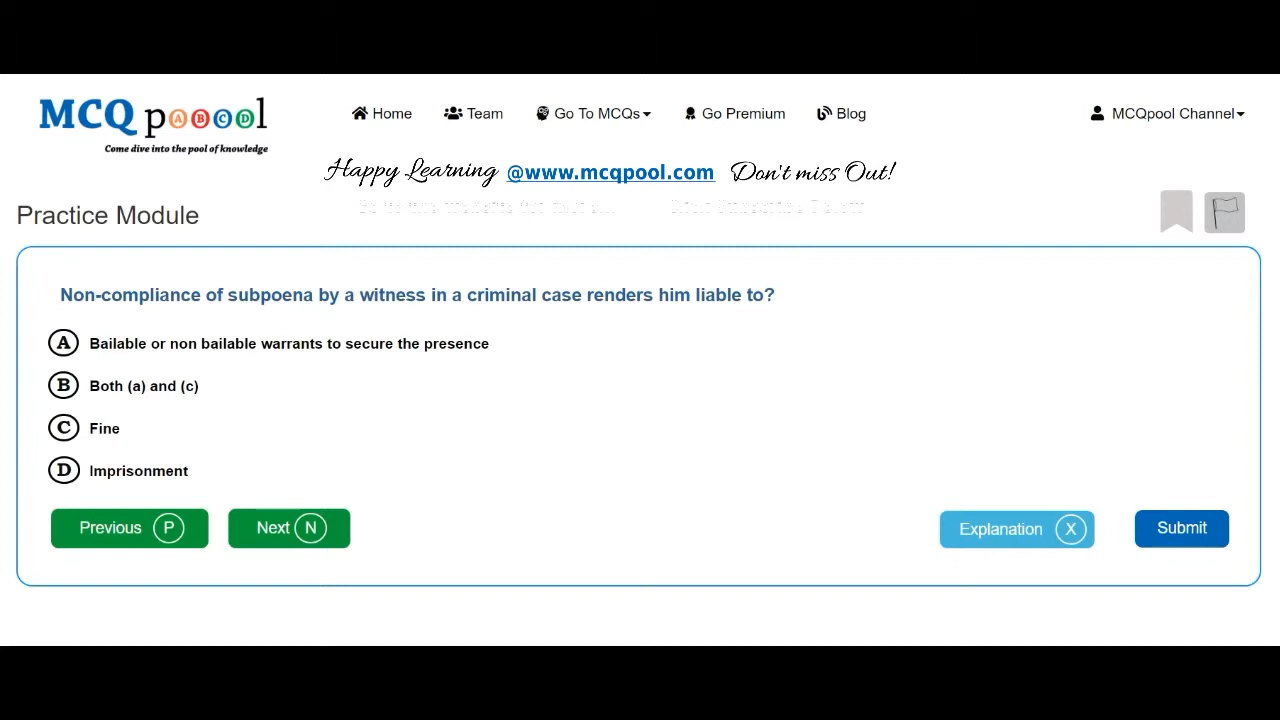 MCQ pooool
Come dive into the pool of knowledge
Home Team Go To MCQs Go Premium Blog MCQpool Channel
Happy Learning @www.mcqpool.com Don't miss Out!
Practice Module
Non-compliance of subpoena by a witness in a criminal case renders him liable to?
A Bailable or non bailable warrants to secure the presence
B Both (a) and (c)
C Fine
D Imprisonment
Previous P Next N Explanation X Submit